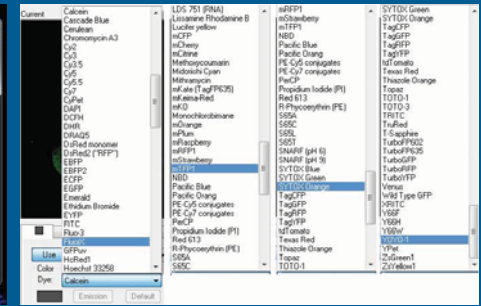 Current
Calcein
Cascade Blue
Cerulean
Chromomycin A3
Cy2
Cy3
Cy3.5
Cy5
Cy5.5
Cy7
CyPet
DAPI
DCFH
DHR
DRAQ5
DsRed monomer
DsRed2 ("RFP")
EBFP
EBFP2
ECFP
EGFP
Emerald
Ethidium Bromide
EYFP
FITC
Fluo-3
GFPuv
HcRed1
Hoechst 33258
Use
Color
Dye:
Calcein
Emission
Default
LDS 751 (RNA)
Lissamine Rhodamine B
Lucifer yellow
mCFP
mCherry
mCitrine
Methoxycoumarin
Midorishi Cyan
Mithramycin
mKate (TagFP635)
mKeima-Red
mKO
Monochlorobimane
mOrange
mPlum
mRaspberry
mRFP1
mStrawberry
mTFP1
NBD
Pacific Blue
Pacific Orang
PE-Cy5 conjugates
PE-Cy7 conjugates
PerCP
Propidium Iodide (PI)
Red 613
R-Phycoerythin (PE)
S65A
S65C
mRFP1
mStrawberry
mTFP1
NBD
Pacific Blue
Pacific Orang
PE-Cy5 conjugates
PE-Cy7 conjugates
PerCP
Propidium Iodide (PI)
Red 613
R-Phycoerythin (PE)
S65A
S65C
S65L
S65T
SNARF (pH 6)
SNARF (pH 9)
SYTOX Blue
SYTOX Green
SYTOX Orange
TagCFP
TagGFP
TagRFP
TagYFP
tdTomato
Texas Red
Thiazole Orange
Topaz
TOTO-1
SYTOX Green
SYTOX Orange
TagCFP
TagGFP
TagRFP
TagYFP
tdTomato
Texas Red
Thiazole Orange
Topaz
TOTO-1
TOTO-3
TRITC
TruRed
T-Sapphire
TurboFP602
TurboFP635
TurboGFP
TurboRFP
TurboYFP
Venus
Wild Type GFP
XRITC
Y66F
Y66H
Y66W
YOYO-1
YPet
ZsGreen1
ZsYellow1